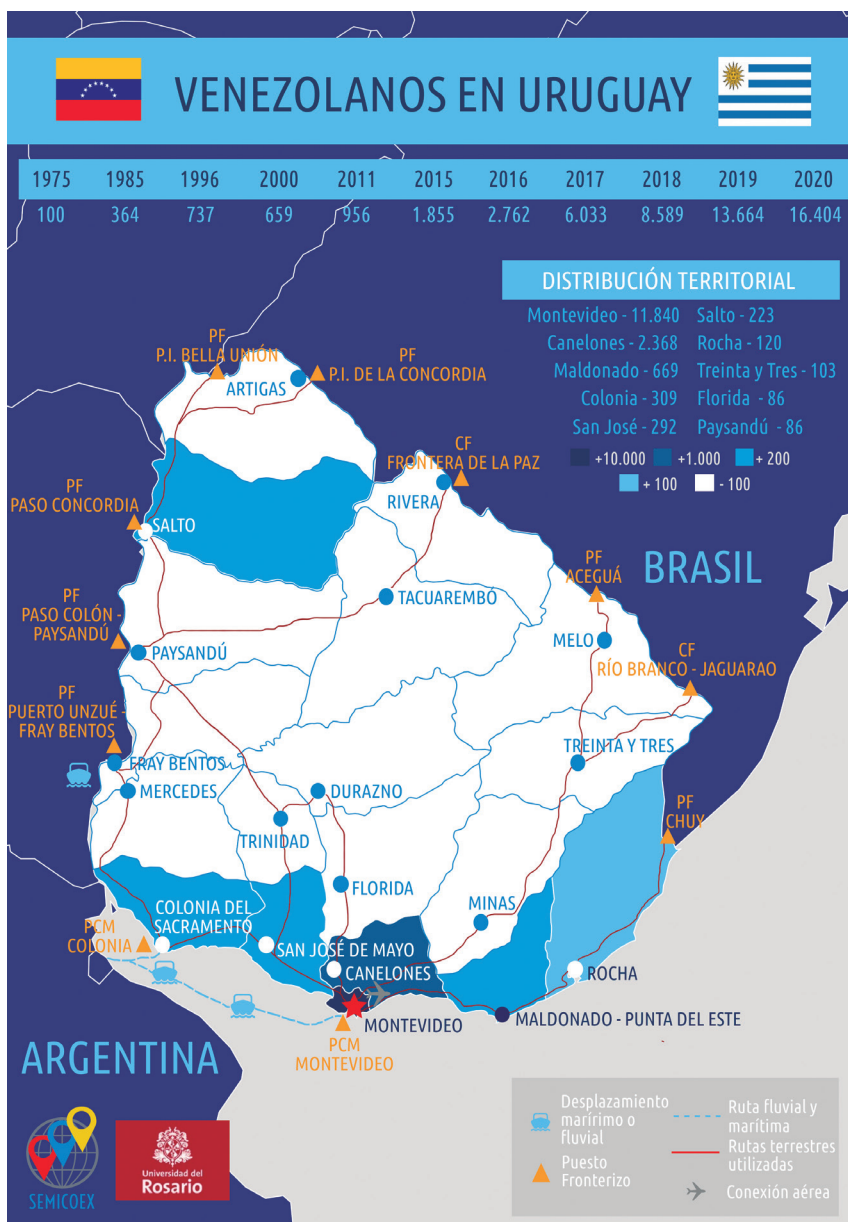 VENEZOLANOS EN URUGUAY
1975 1985 1996 2000 2011 2015 2016 2017 2018 2019 2020
100 364 737 659 956 1.855 2.762 6.033 8.589 13.664 16.404
DISTRIBUCIÓN TERRITORIAL
Montevideo - 11.840 Salto - 223
Canelones - 2.368 Rocha - 120
Maldonado - 669 Treinta y Tres - 103
Colonia - 309 Florida - 86
San José - 292 Paysandú - 86
+10.000 +1.000 + 200
+ 100 - 100
PF
P.I. BELLA UNIÓN
PF
P.I. DE LA CONCORDIA
ARTIGAS
CF
FRONTERA DE LA PAZ
RIVERA
PF
PASO CONCORDIA
SALTO
BRASIL
PF
ACEGUÁ
TACUAREMBÓ
PF
PASO COLÓN -
PAYSANDÚ
PAYSANDÚ
MELO
CF
RÍO BRANCO - JAGUARAO
PF
PUERTO UNZUÉ -
FRAY BENTOS
FRAY BENTOS
TREINTA Y TRES
MERCEDES
DURAZNO
PF
CHUY
TRINIDAD
FLORIDA
MINAS
COLONIA DEL
SACRAMENTO
PCM
COLONIA
SAN JOSÉ DE MAYO
CANELONES
ROCHA
MONTEVIDEO
MALDONADO - PUNTA DEL ESTE
PCM
MONTEVIDEO
ARGENTINA
Desplazamiento
marírimo o
fluvial
Puesto
Fronterizo
Ruta fluvial y
marítima
Rutas terrestres
utilizadas
Conexión aérea
SEMICOEX
Universidad del
Rosario